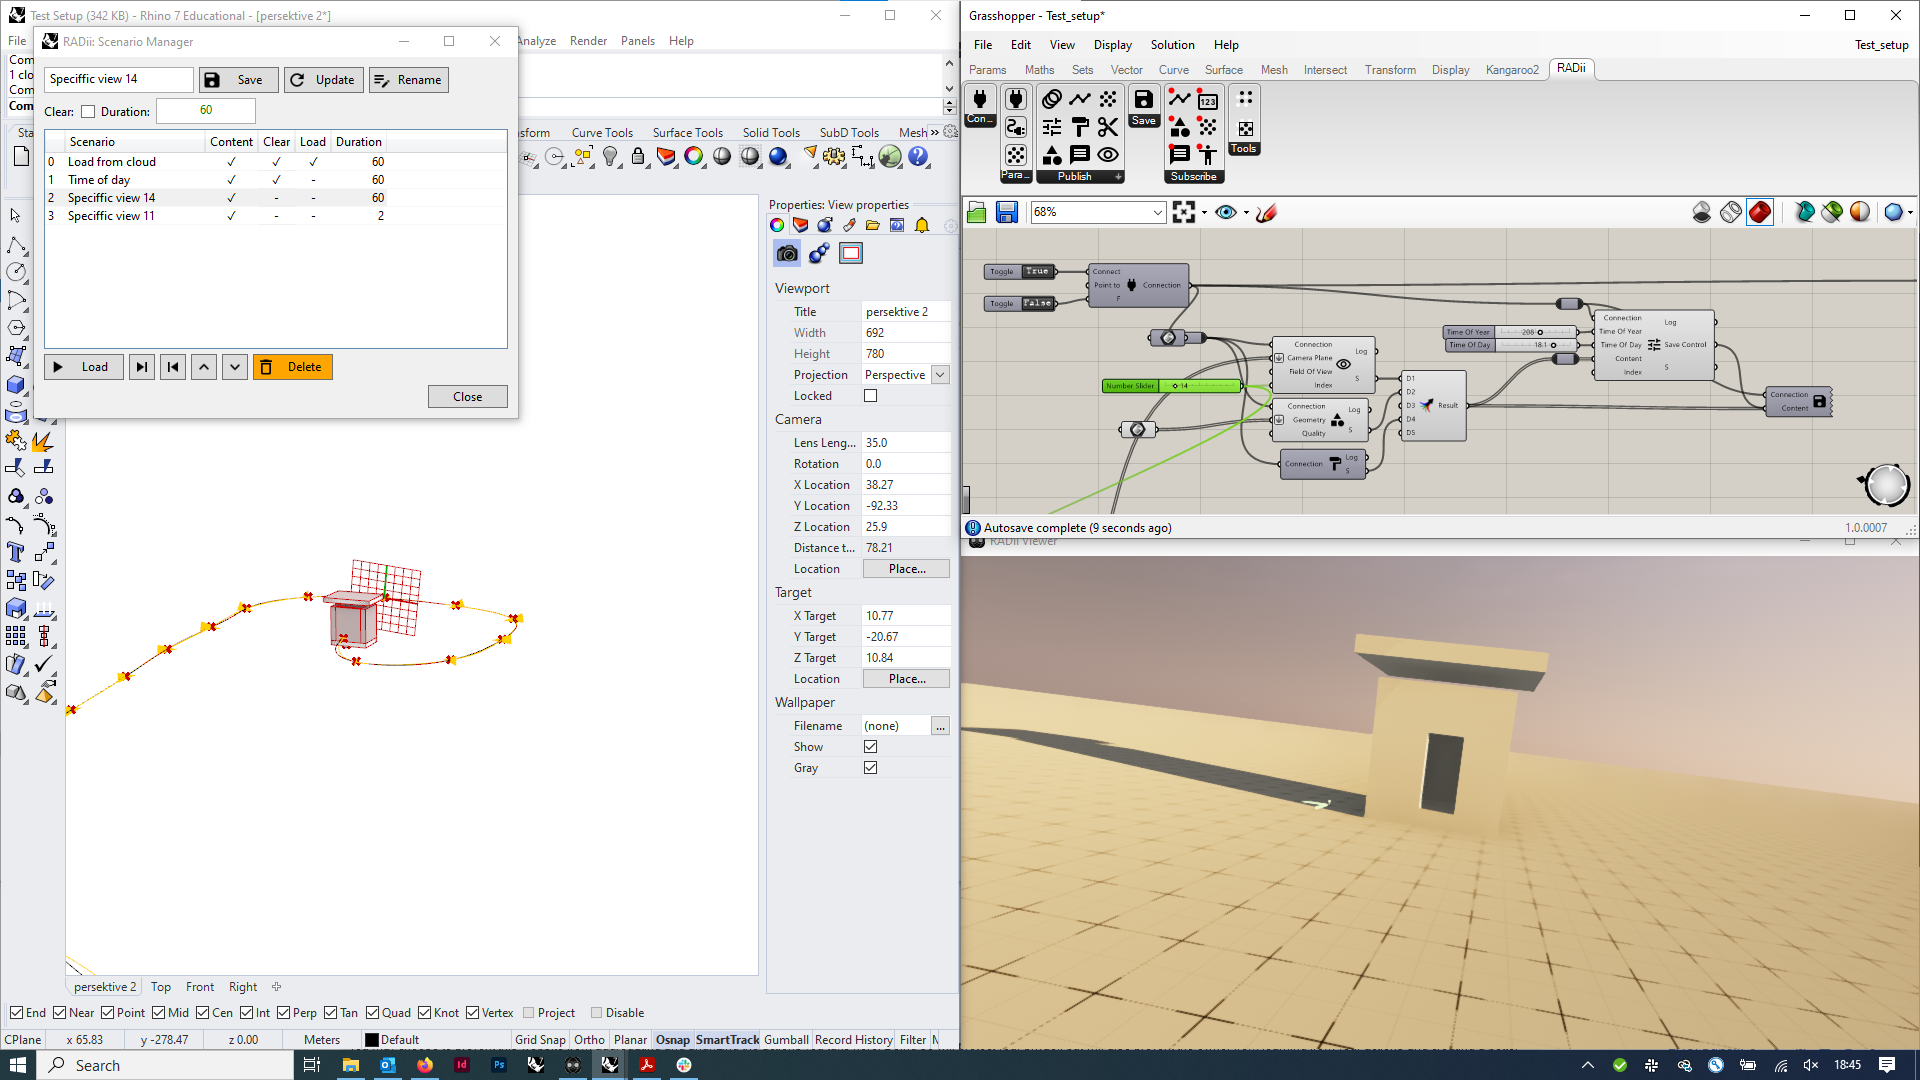 Test Setup (342 KB) - Rhino 7 Educational - [persektive 2*]
File
Analyze Render Panels Help
RADii: Scenario Manager
Speciffic view 14 Save Update Rename
Clear: Duration: 60
Scenario Content Clear Load Duration
0 Load from cloud ✓ ✓ ✓ 60
1 Time of day ✓ ✓ - 60
2 Speciffic view 14 ✓ - - 60
3 Speciffic view 11 ✓ - - 2
Load Delete
Close
Com
1 clo
Com
Com
Sta
nsform Curve Tools Surface Tools Solid Tools SubD Tools Mesh »
Properties: View properties
Viewport
Title persektive 2
Width 692
Height 780
Projection Perspective
Locked
Camera
Lens Leng... 35.0
Rotation 0.0
X Location 38.27
Y Location -92.33
Z Location 25.9
Distance t... 78.21
Location Place...
Target
X Target 10.77
Y Target -20.67
Z Target 10.84
Location Place...
Wallpaper
Filename (none) ...
Show
Gray
persektive 2 Top Front Right
End Near Point Mid Cen Int Perp Tan Quad Knot Vertex Project Disable
CPlane x 65.83 y -278.47 z 0.00 Meters Default Grid Snap Ortho Planar Osnap SmartTrack Gumball Record History Filter M
Grasshopper - Test_setup*
File Edit View Display Solution Help Test_setup
Params Maths Sets Vector Curve Surface Mesh Intersect Transform Display Kangaroo2 RADii
Con... Para... Publish Save Subscribe Tools
123
68%
Toggle True
Toggle False
Connect
Point to
F
Connection
Number Slider 14
Connection
Camera Plane
Field Of View
Index
Log
S
Connection
Geometry
Quality
Log
S
Connection
Log
S
D1
D2
D3
D4
D5
Result
Time Of Year 208
Time Of Day 18.1
Connection
Time Of Year
Time Of Day
Content
Index
Log
Save Control
S
Connection
Content
Autosave complete (9 seconds ago) 1.0.0007
RADii Viewer
Search
Id
Ps
18:45